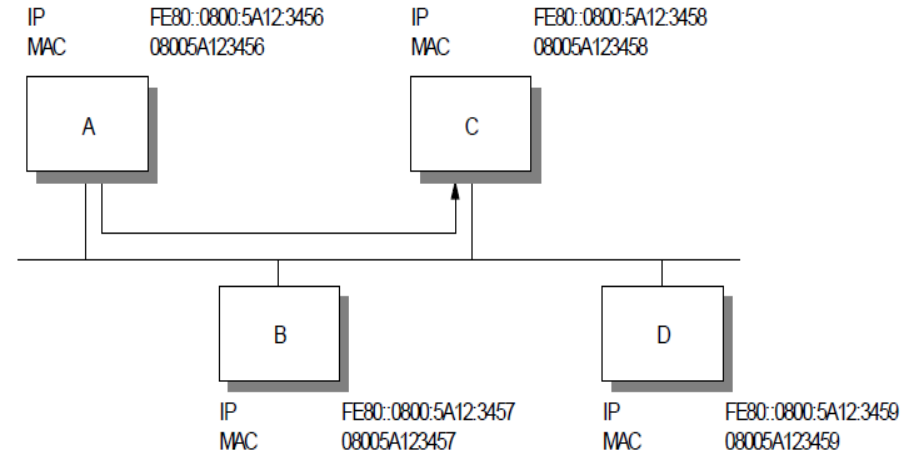 IP FE80::0800:5A12:3456
MAC 08005A123456
IP FE80::0800:5A12:3458
MAC 08005A123458
A
C
B
D
IP FE80::0800:5A12:3457
MAC 08005A123457
IP FE80::0800:5A12:3459
MAC 08005A123459